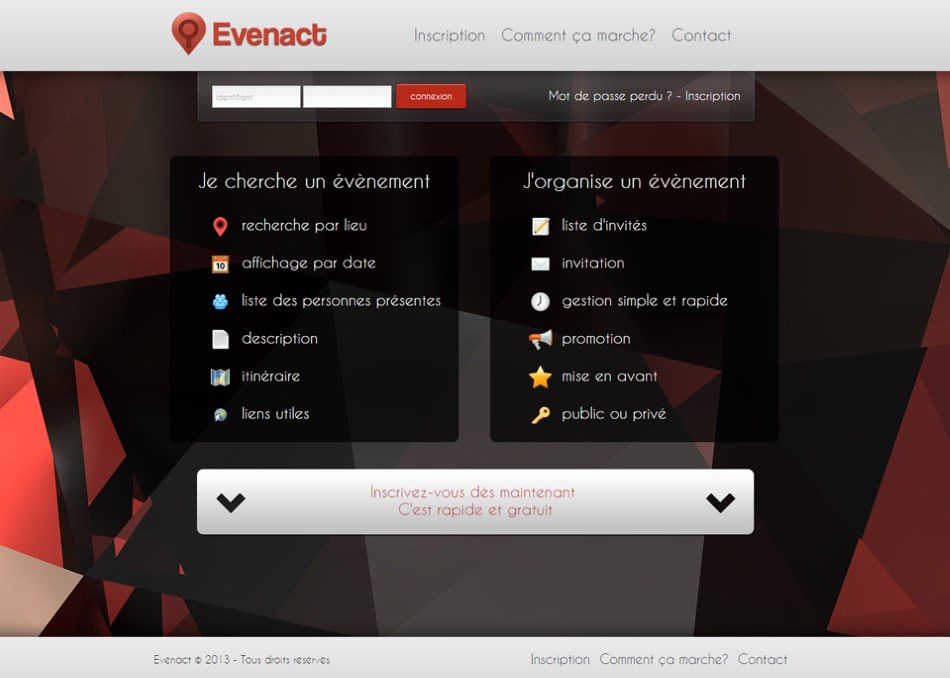 Evenact
Inscription Comment ça marche? Contact
identifiant
connexion
Mot de passe perdu ? - Inscription
Je cherche un évènement
recherche par lieu
affichage par date
10
liste des personnes présentes
description
itinéraire
liens utiles
J'organise un évènement
liste d'invités
invitation
gestion simple et rapide
promotion
mise en avant
public ou privé
Inscrivez-vous dès maintenant
C'est rapide et gratuit
Evenact © 2013 - Tous droits réservés
Inscription Comment ça marche? Contact